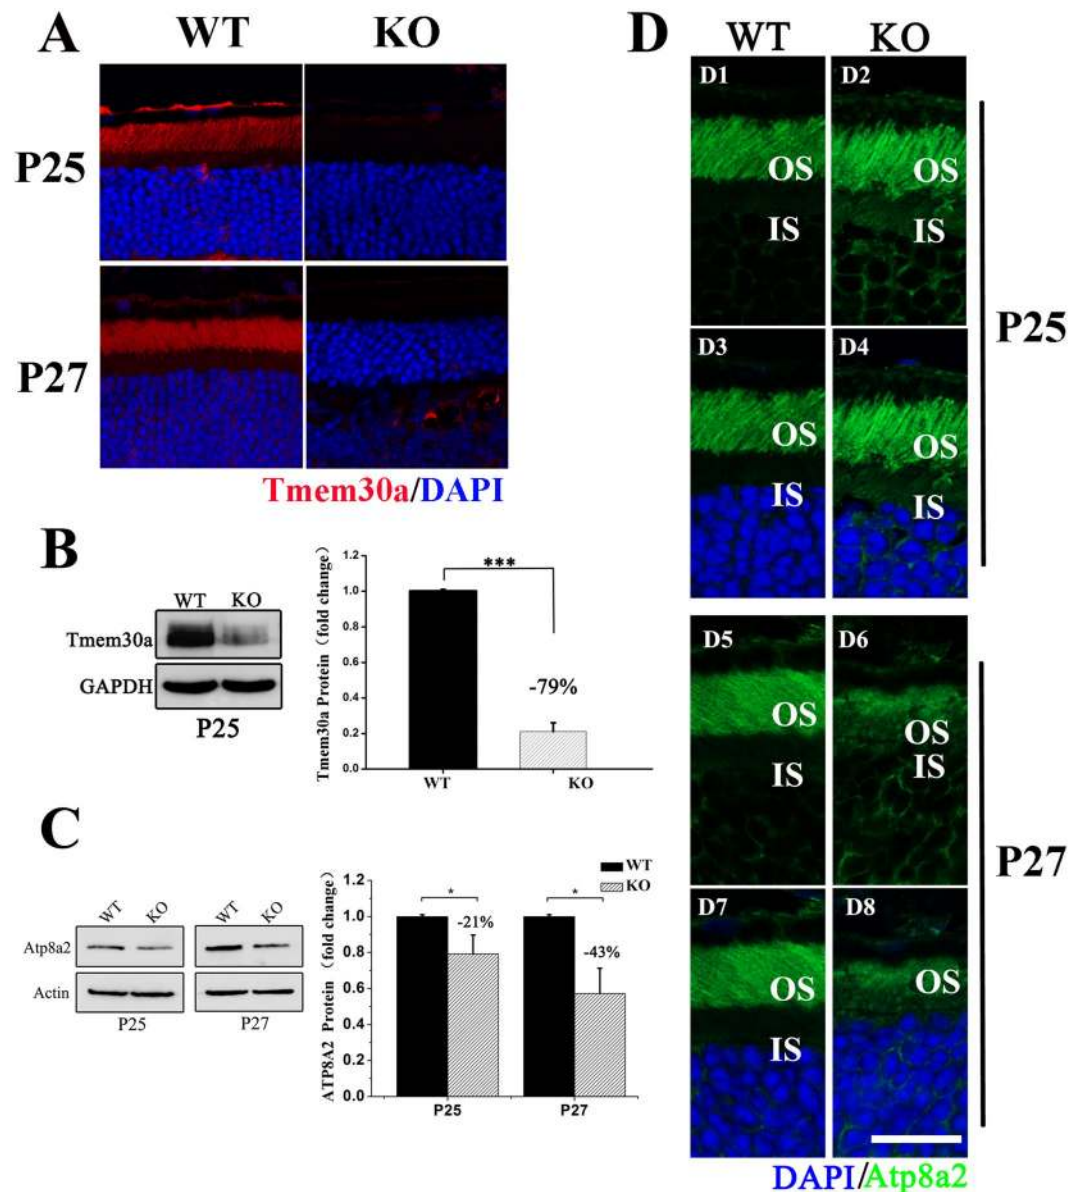 A
WT KO
P25
P27
Tmem30a/DAPI
B
WT KO
Tmem30a
GAPDH
P25
Tmem30a Protein (fold change)
1.2
1.0
0.8
0.6
0.4
0.2
0.0
***
-79%
WT KO
C
WT KO WT KO
Atp8a2
Actin
P25 P27
ATP8A2 Protein (fold change)
1.2
1.0
0.8
0.6
0.4
0.2
0.0
WT
KO
* *
-21%
-43%
P25 P27
D
WT KO
D1 D2
OS OS
IS IS
D3 D4
OS OS
IS IS
P25
D5 D6
OS OS
IS IS
D7 D8
OS OS
IS
P27
DAPI/Atp8a2